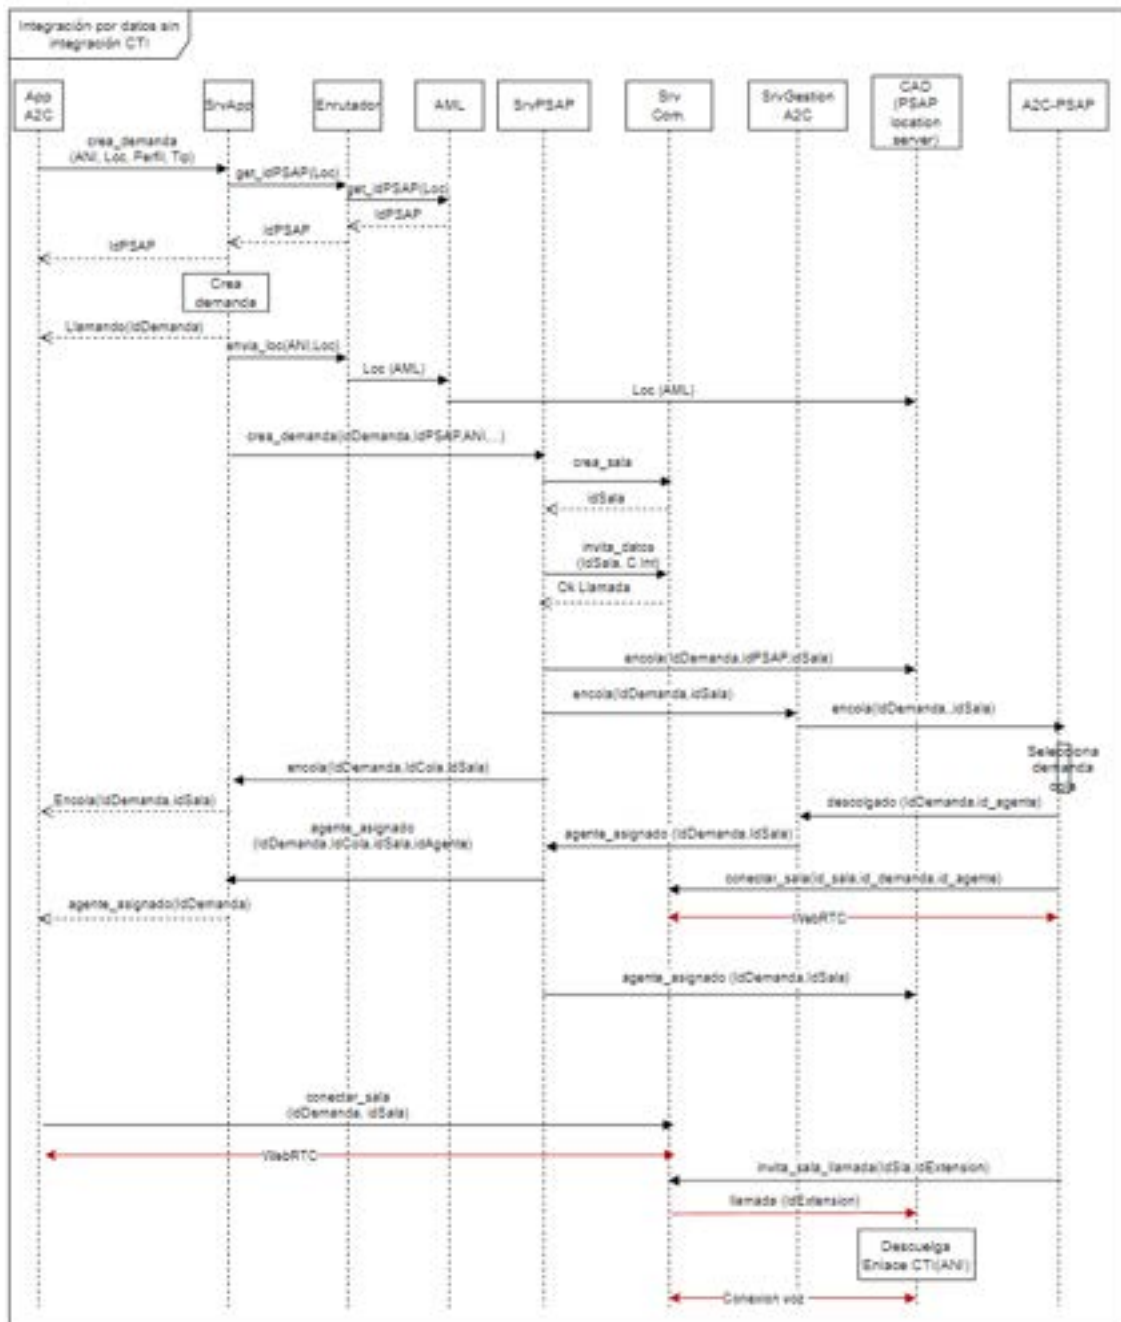 Integración por datos sin
integración CTI
App
A2C
SrvApp
Enrutador
AML
SrvPSAP
Srv
Com.
SrvGestion
A2C
CAD
(PSAP
location
server)
A2C-PSAP
crea_demanda
(ANI, Loc, Perfil, Tip)
get_idPSAP(Loc)
get_idPSAP(Loc)
IdPSAP
IdPSAP
IdPSAP
Crea
demanda
Llamando(IdDemanda)
envia_loc(ANI,Loc)
Loc (AML)
Loc (AML)
crea_demanda(IdDemanda,IdPSAP,ANI,...)
crea_sala
idSala
invita_datos
(IdSala, C.Int)
Ok Llamada
encola(IdDemanda,IdPSAP,idSala)
encola(IdDemanda,idSala)
encola(IdDemanda,,idSala)
Selecciona
demanda
encola(IdDemanda,IdCola,idSala)
Encola(IdDemanda,idSala)
descolgado (IdDemanda,id_agente)
agente_asignado
(IdDemanda,IdCola,idSala,idAgente)
agente_asignado (IdDemanda,IdSala)
conectar_sala(id_sala,id_demanda,id_agente)
agente_asignado(IdDemanda)
WebRTC
agente_asignado (IdDemanda,IdSala)
conectar_sala
(IdDemanda, idSala)
WebRTC
invita_sala_llamada(IdSla,IdExtension)
llamada (IdExtension)
Descuelga
Enlace CTI(ANI)
Conexion voz